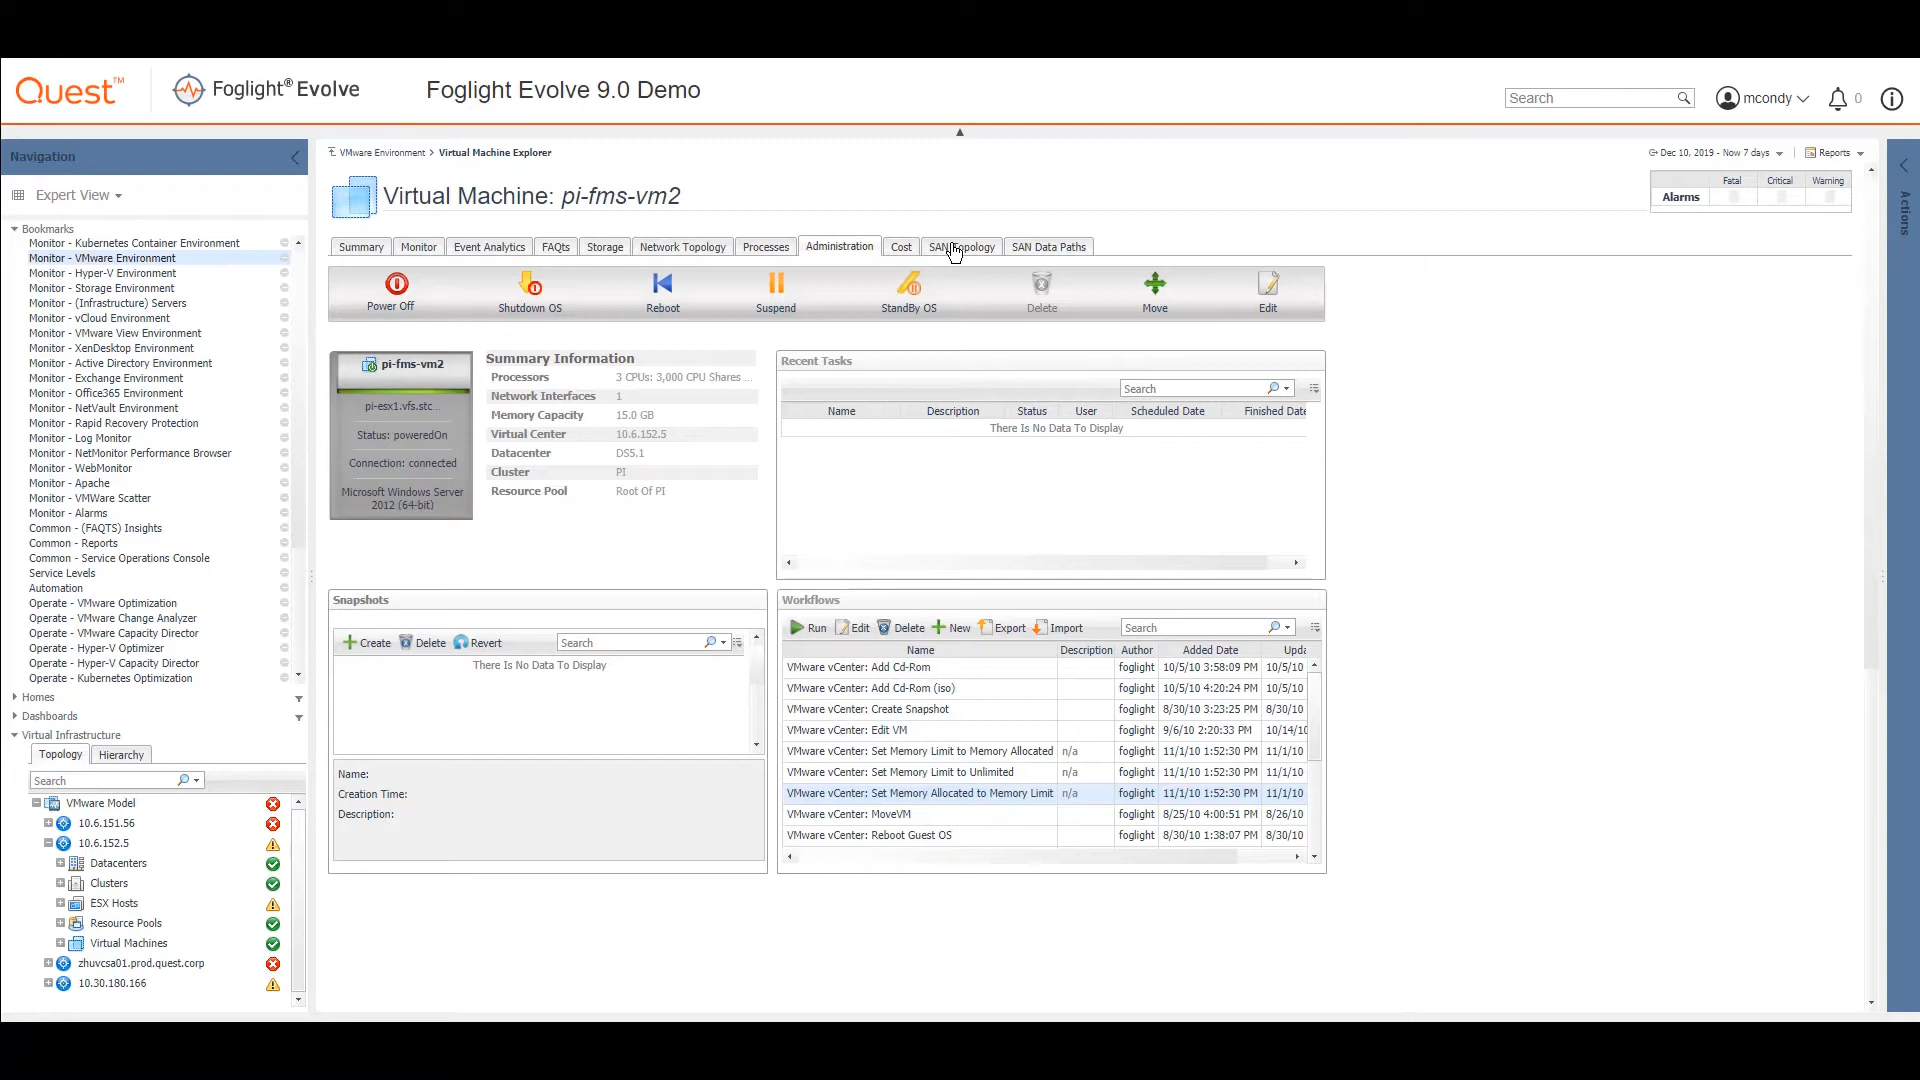 Quest™
Foglight® Evolve
Foglight Evolve 9.0 Demo
Search
mcondy
0
Navigation
Expert View
Bookmarks
Monitor - Kubernetes Container Environment
Monitor - VMware Environment
Monitor - Hyper-V Environment
Monitor - Storage Environment
Monitor - (Infrastructure) Servers
Monitor - vCloud Environment
Monitor - VMware View Environment
Monitor - XenDesktop Environment
Monitor - Active Directory Environment
Monitor - Exchange Environment
Monitor - Office365 Environment
Monitor - NetVault Environment
Monitor - Rapid Recovery Protection
Monitor - Log Monitor
Monitor - NetMonitor Performance Browser
Monitor - WebMonitor
Monitor - Apache
Monitor - VMWare Scatter
Monitor - Alarms
Common - (FAQTS) Insights
Common - Reports
Common - Service Operations Console
Service Levels
Automation
Operate - VMware Optimization
Operate - VMware Change Analyzer
Operate - VMware Capacity Director
Operate - Hyper-V Optimizer
Operate - Hyper-V Capacity Director
Operate - Kubernetes Optimization
Homes
Dashboards
Virtual Infrastructure
Topology Hierarchy
Search
VMware Model
10.6.151.56
10.6.152.5
Datacenters
Clusters
ESX Hosts
Resource Pools
Virtual Machines
zhuvcsa01.prod.quest.corp
10.30.180.166
VMware Environment > Virtual Machine Explorer
Dec 10, 2019 - Now 7 days
Reports
Virtual Machine: pi-fms-vm2
Fatal Critical Warning
Alarms
Summary Monitor Event Analytics FAQts Storage Network Topology Processes Administration Cost SAN Topology SAN Data Paths
Power Off Shutdown OS Reboot Suspend StandBy OS Delete Move Edit
pi-fms-vm2
pi-esx1.vfs.stc...
Status: poweredOn
Connection: connected
Microsoft Windows Server
2012 (64-bit)
Summary Information
Processors 3 CPUs: 3,000 CPU Shares ...
Network Interfaces 1
Memory Capacity 15.0 GB
Virtual Center 10.6.152.5
Datacenter DS5.1
Cluster PI
Resource Pool Root Of PI
Recent Tasks
Search
Name Description Status User Scheduled Date Finished Date
There Is No Data To Display
Snapshots
Create Delete Revert Search
There Is No Data To Display
Name:
Creation Time:
Description:
Workflows
Run Edit Delete New Export Import Search
Name Description Author Added Date Upda
VMware vCenter: Add Cd-Rom foglight 10/5/10 3:58:09 PM 10/5/10
VMware vCenter: Add Cd-Rom (iso) foglight 10/5/10 4:20:24 PM 10/5/10
VMware vCenter: Create Snapshot foglight 8/30/10 3:23:25 PM 8/30/10
VMware vCenter: Edit VM foglight 9/6/10 2:20:33 PM 10/14/10
VMware vCenter: Set Memory Limit to Memory Allocated n/a foglight 11/1/10 1:52:30 PM 11/1/10
VMware vCenter: Set Memory Limit to Unlimited n/a foglight 11/1/10 1:52:30 PM 11/1/10
VMware vCenter: Set Memory Allocated to Memory Limit n/a foglight 11/1/10 1:52:30 PM 11/1/10
VMware vCenter: MoveVM foglight 8/25/10 4:00:51 PM 8/26/10
VMware vCenter: Reboot Guest OS foglight 8/30/10 1:38:07 PM 8/30/10
Actions